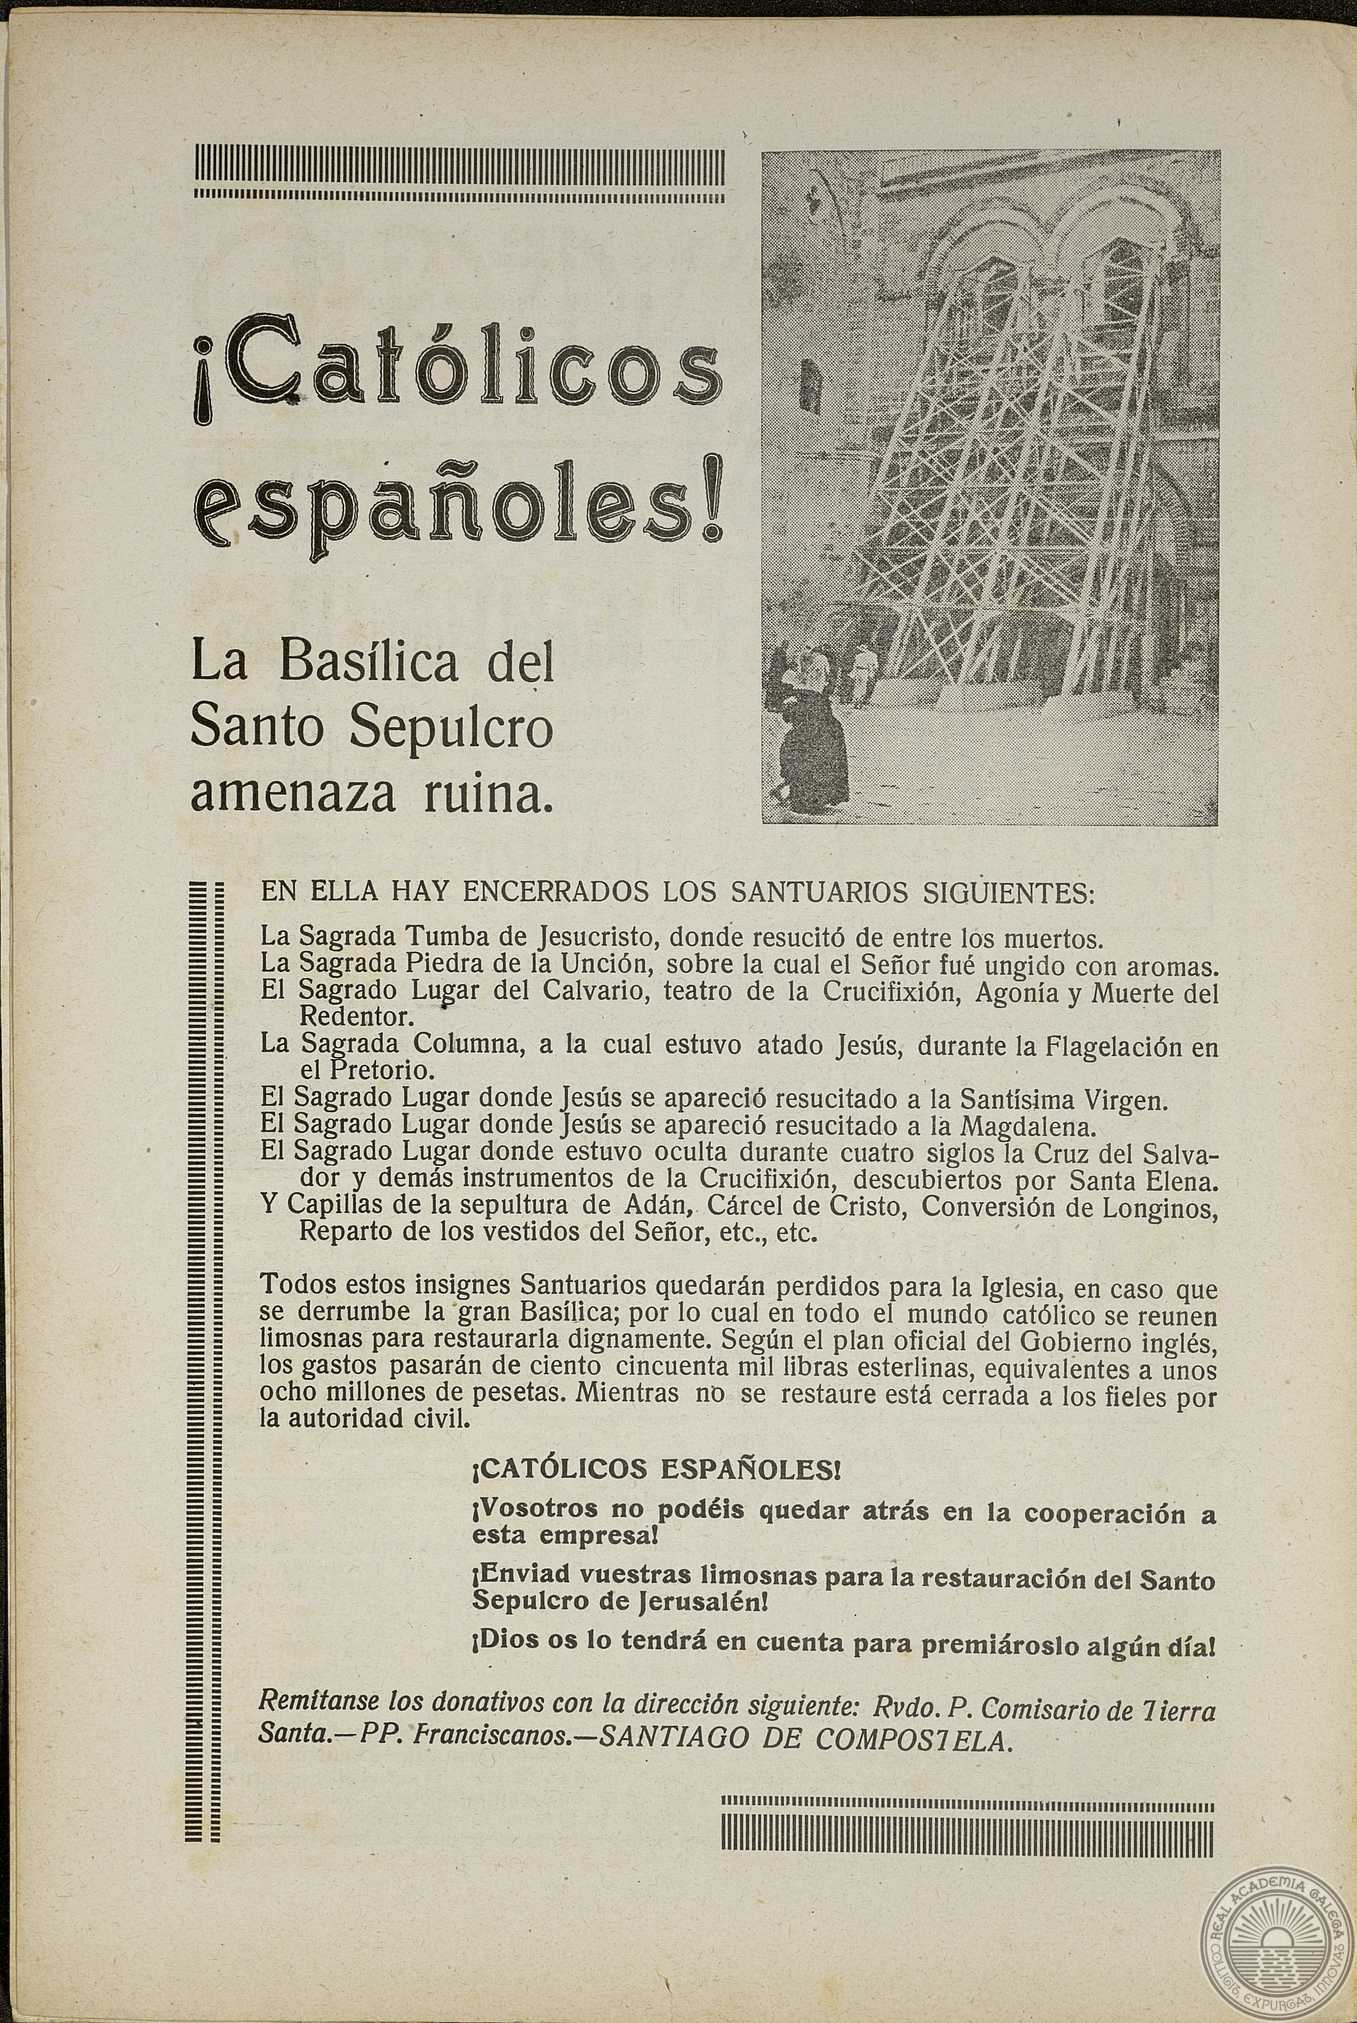 ¡Católicos
españoles!
La Basílica del
Santo Sepulcro
amenaza ruina.
EN ELLA HAY ENCERRADOS LOS SANTUARIOS SIGUIENTES:
La Sagrada Tumba de Jesucristo, donde resucitó de entre los muertos.
La Sagrada Piedra de la Unción, sobre la cual el Señor fué ungido con aromas.
El Sagrado Lugar del Calvario, teatro de la Crucifixión, Agonía y Muerte del
Redentor.
La Sagrada Columna, a la cual estuvo atado Jesús, durante la Flagelación en
el Pretorio.
El Sagrado Lugar donde Jesús se apareció resucitado a la Santísima Virgen.
El Sagrado Lugar donde Jesús se apareció resucitado a la Magdalena.
El Sagrado Lugar donde estuvo oculta durante cuatro siglos la Cruz del Salva-
dor y demás instrumentos de la Crucifixión, descubiertos por Santa Elena.
Y Capillas de la sepultura de Adán, Cárcel de Cristo, Conversión de Longinos,
Reparto de los vestidos del Señor, etc., etc.
Todos estos insignes Santuarios quedarán perdidos para la Iglesia, en caso que
se derrumbe la gran Basílica; por lo cual en todo el mundo católico se reunen
limosnas para restaurarla dignamente. Según el plan oficial del Gobierno inglés,
los gastos pasarán de ciento cincuenta mil libras esterlinas, equivalentes a unos
ocho millones de pesetas. Mientras no se restaure está cerrada a los fieles por
la autoridad civil.
¡CATÓLICOS ESPAÑOLES!
¡Vosotros no podéis quedar atrás en la cooperación a
esta empresa!
¡Enviad vuestras limosnas para la restauración del Santo
Sepulcro de Jerusalén!
¡Dios os lo tendrá en cuenta para premiároslo algún día!
Remítanse los donativos con la dirección siguiente: Rvdo. P. Comisario de Tierra
Santa.—PP. Franciscanos.—SANTIAGO DE COMPOSTELA.
REAL ACADEMIA GALEGA
COLLIGIT, EXPURGAT, INNOVAT